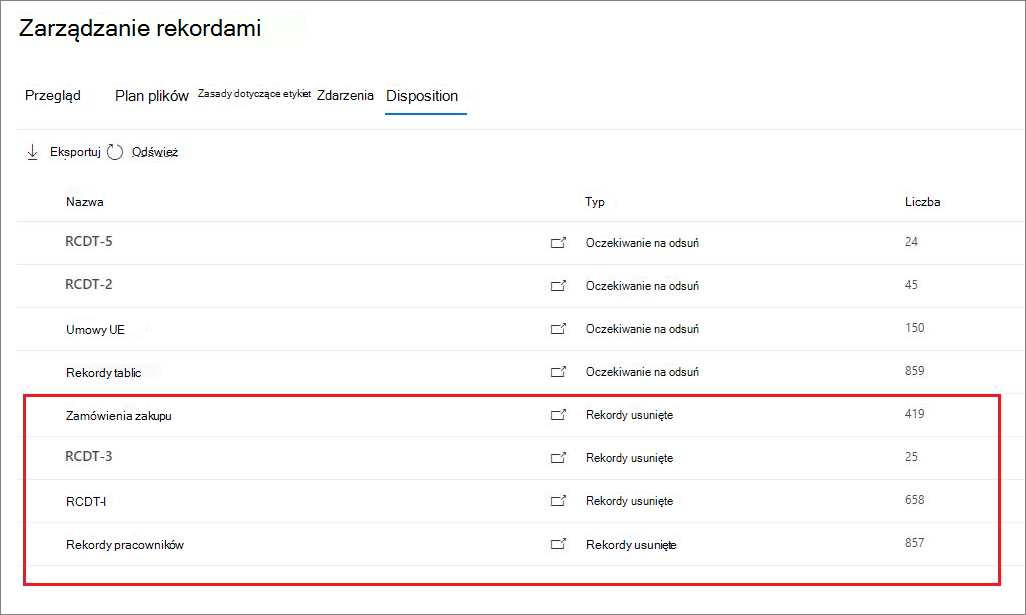 Zarządzanie rekordami
Przegląd Plan plików Zasady dotyczące etykiet Zdarzenia Disposition
Eksportuj Odśwież
Nazwa Typ Liczba
RCDT-5 Oczekiwanie na odsuń 24
RCDT-2 Oczekiwanie na odsuń 45
Umowy UE Oczekiwanie na odsuń 150
Rekordy tablic Oczekiwanie na odsuń 859
Zamówienia zakupu Rekordy usunięte 419
RCDT-3 Rekordy usunięte 25
RCDT-I Rekordy usunięte 658
Rekordy pracowników Rekordy usunięte 857